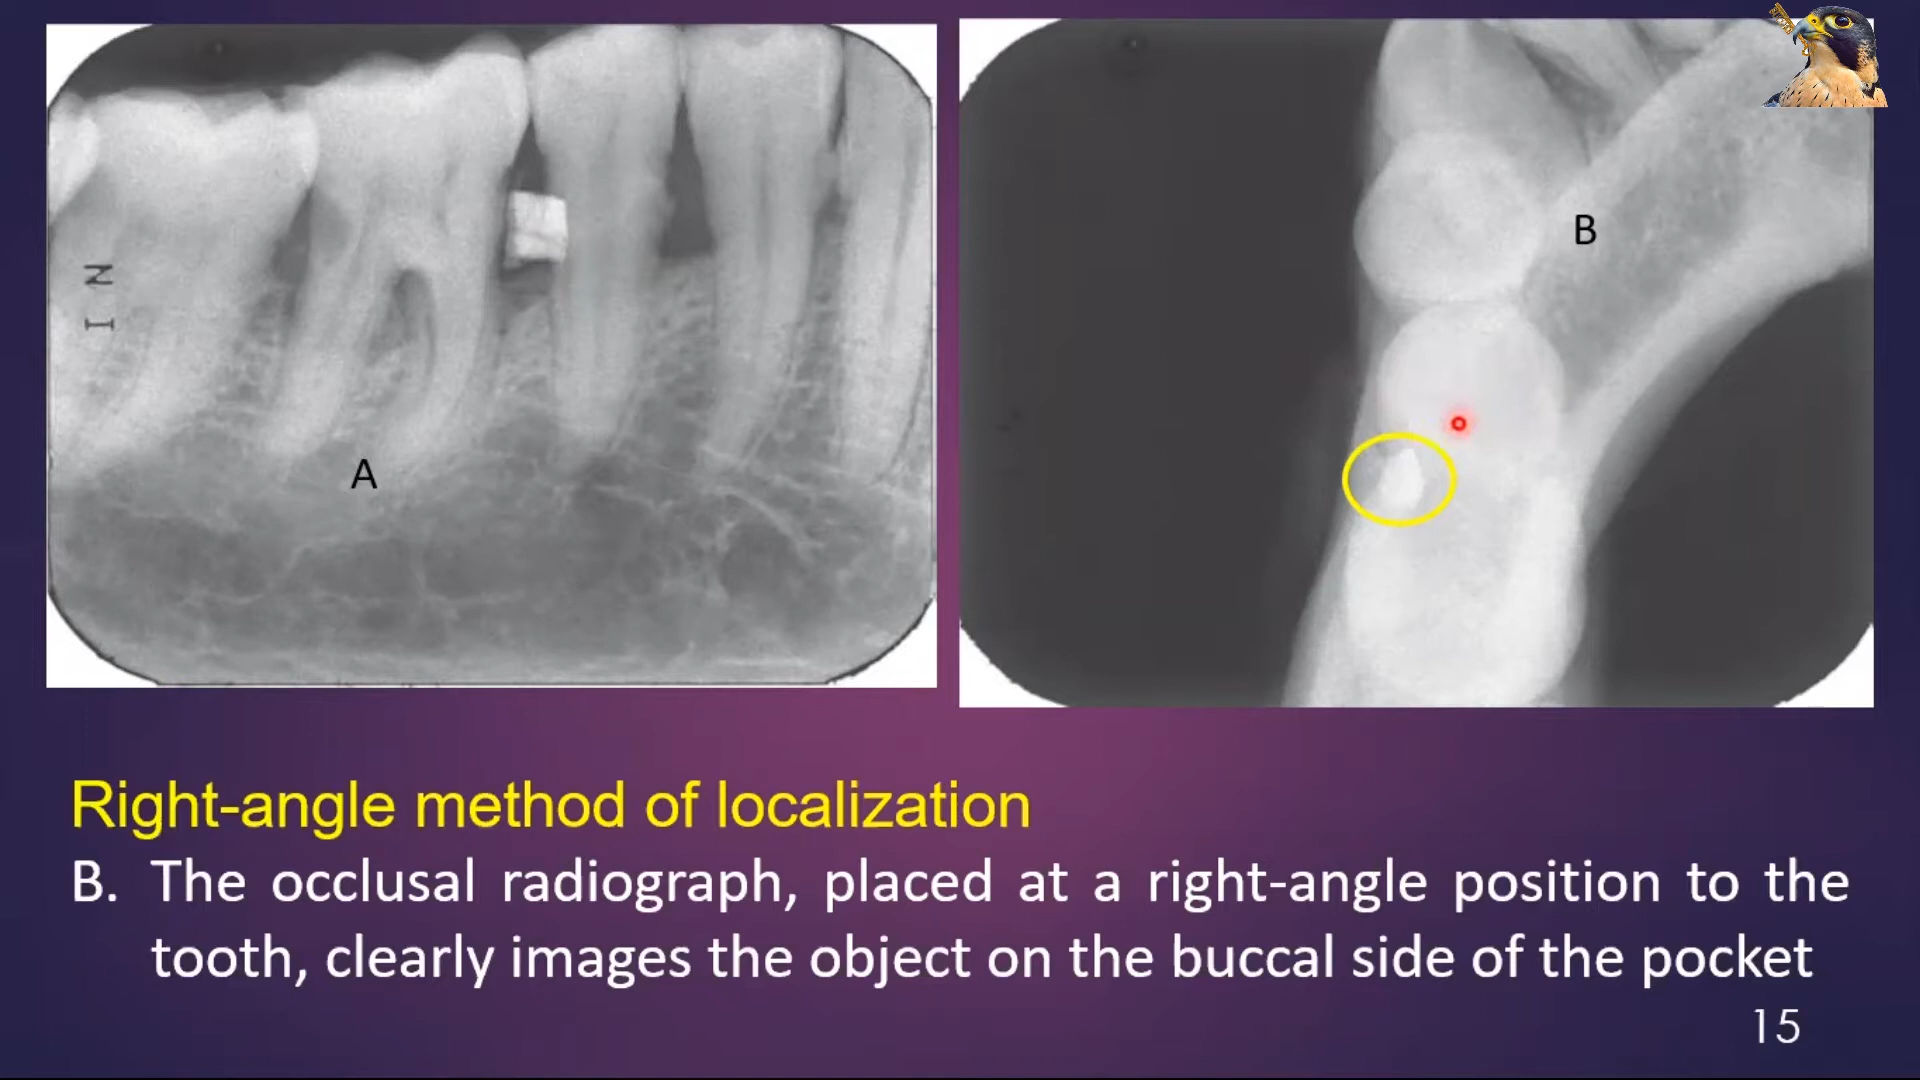 N I
A
B
Right-angle method of localization
B. The occlusal radiograph, placed at a right-angle position to the
tooth, clearly images the object on the buccal side of the pocket
15